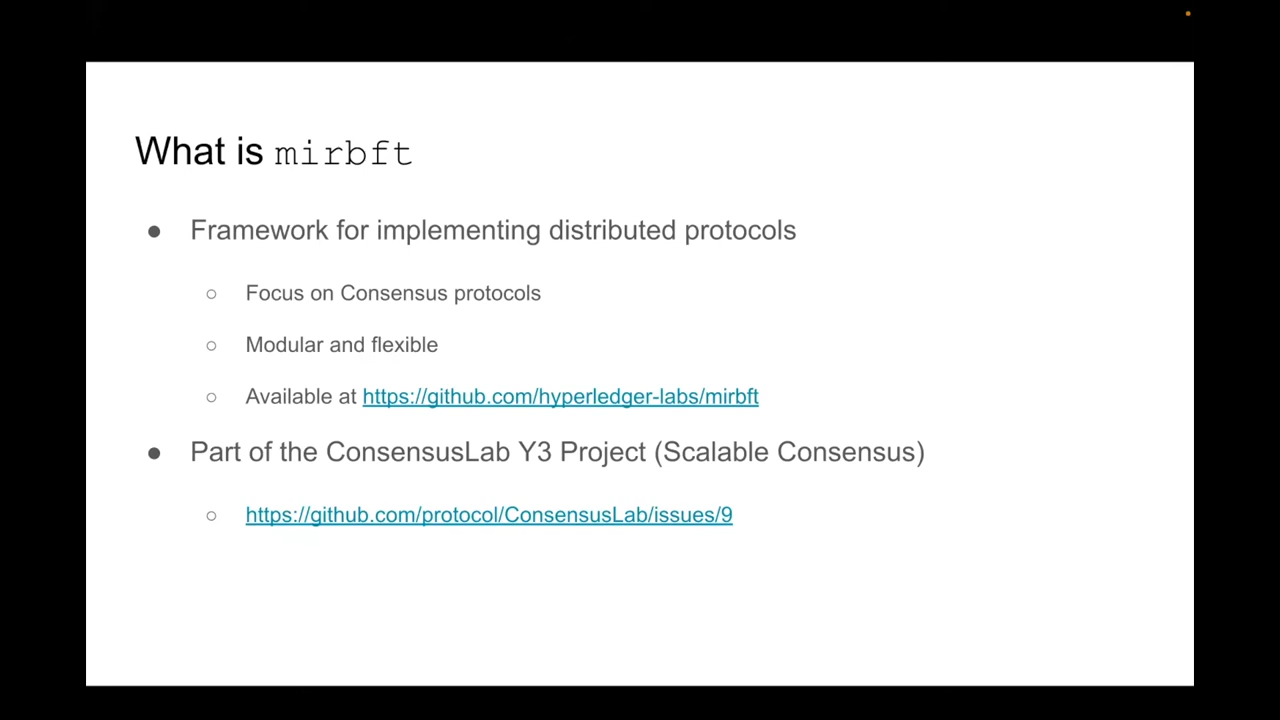 What is mirbft
● Framework for implementing distributed protocols
○ Focus on Consensus protocols
○ Modular and flexible
○ Available at https://github.com/hyperledger-labs/mirbft
● Part of the ConsensusLab Y3 Project (Scalable Consensus)
○ https://github.com/protocol/ConsensusLab/issues/9